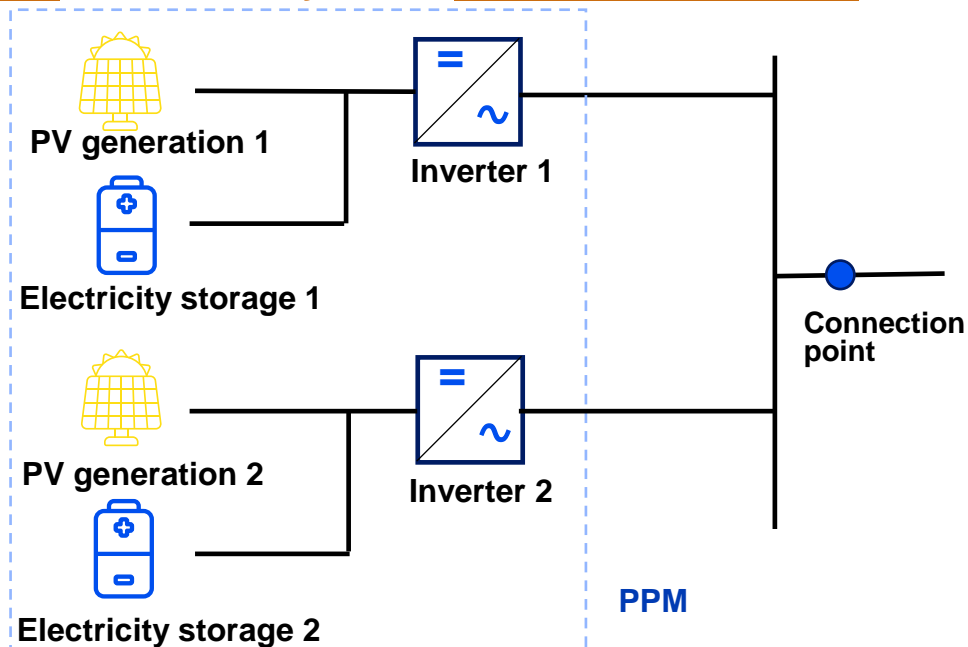 PV generation 1
Inverter 1
Electricity storage 1
Connection
point
PV generation 2
Inverter 2
PPM
Electricity storage 2